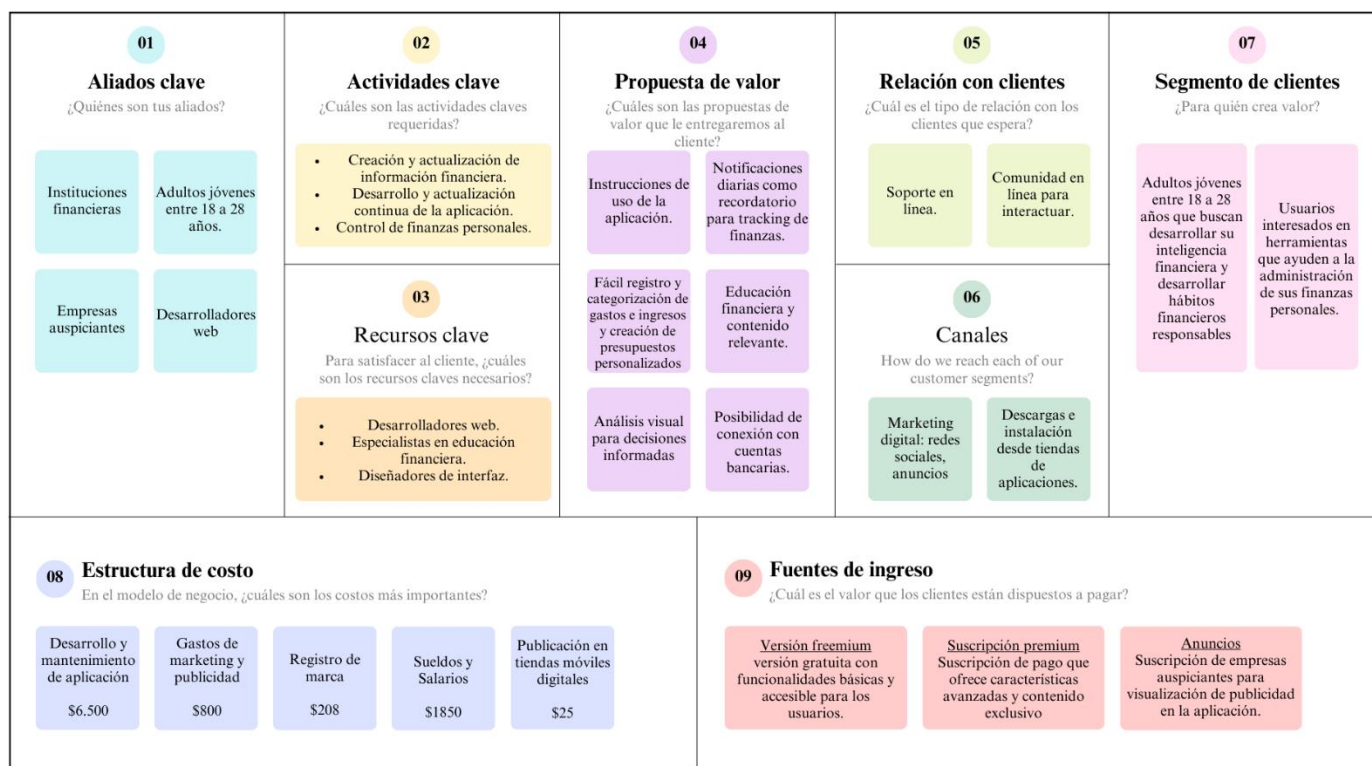 01
Aliados clave
¿Quiénes son tus aliados?
Instituciones
financieras
Adultos jóvenes
entre 18 a 28
años.
Empresas
auspiciantes
Desarrolladores
web
02
Actividades clave
¿Cuáles son las actividades claves
requeridas?
• Creación y actualización de
información financiera.
• Desarrollo y actualización
continua de la aplicación.
• Control de finanzas personales.
03
Recursos clave
Para satisfacer al cliente, ¿cuáles
son los recursos claves necesarios?
• Desarrolladores web.
• Especialistas en educación
financiera.
• Diseñadores de interfaz.
04
Propuesta de valor
¿Cuáles son las propuestas de
valor que le entregaremos al
cliente?
Instrucciones de
uso de la
aplicación.
Notificaciones
diarias como
recordatorio
para tracking de
finanzas.
Fácil registro y
categorización de
gastos e ingresos
y creación de
presupuestos
personalizados
Educación
financiera y
contenido
relevante.
Análisis visual
para decisiones
informadas
Posibilidad de
conexión con
cuentas
bancarias.
05
Relación con clientes
¿Cuál es el tipo de relación con los
clientes que espera?
Soporte en
línea.
Comunidad en
línea para
interactuar.
06
Canales
How do we reach each of our
customer segments?
Marketing
digital: redes
sociales,
anuncios
Descargas e
instalación
desde tiendas
de
aplicaciones.
07
Segmento de clientes
¿Para quién crea valor?
Adultos jóvenes
entre 18 a 28
años que buscan
desarrollar su
inteligencia
financiera y
desarrollar
hábitos
financieros
responsables
Usuarios
interesados en
herramientas
que ayuden a la
administración
de sus finanzas
personales.
08
Estructura de costo
En el modelo de negocio, ¿cuáles son los costos más importantes?
Desarrollo y
mantenimiento
de aplicación
$6.500
Gastos de
marketing y
publicidad
$800
Registro de
marca
$208
Sueldos y
Salarios
$1850
Publicación en
tiendas móviles
digitales
$25
09
Fuentes de ingreso
¿Cuál es el valor que los clientes están dispuestos a pagar?
Versión freemium
versión gratuita con
funcionalidades básicas y
accesible para los
usuarios.
Suscripción premium
Suscripción de pago que
ofrece características
avanzadas y contenido
exclusivo
Anuncios
Suscripción de empresas
auspiciantes para
visualización de publicidad
en la aplicación.